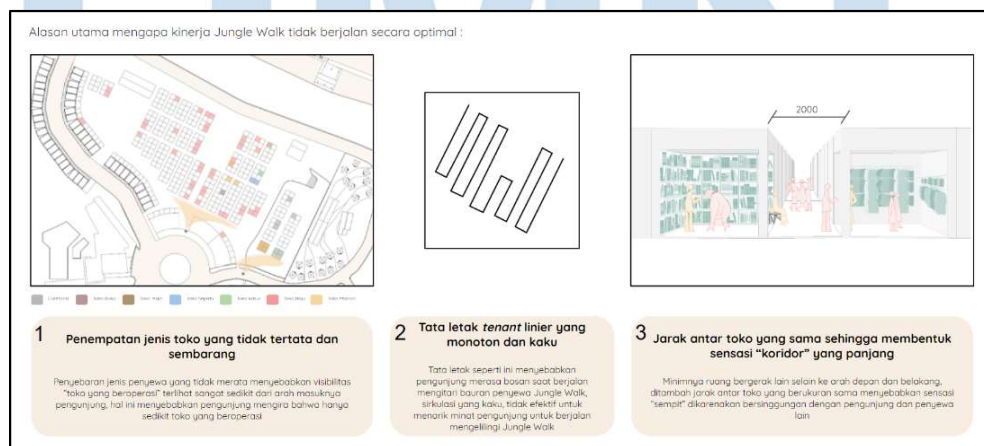 Alasan utama mengapa kinerja Jungle Walk tidak berjalan secara optimal :
2000
1
Penempatan jenis toko yang tidak tertata dan
sembarang
Penyebaran jenis penyewa yang tidak merata menyebabkan visibilitas
"toko yang beroperasi" terlihat sangat sedikit dari arah masuknya
pengunjung, hal ini menyebabkan pengunjung mengira bahwa hanya
sedikit toko yang beroperasi
2
Tata letak tenant linier yang
monoton dan kaku
Tata letak seperti ini menyebabkan
pengunjung merasa bosan saat berjalan
mengitari bauran penyewa Jungle Walk,
sirkulasi yang kaku, tidak efektif untuk
menarik minat pengunjung untuk berjalan
mengelilingi Jungle Walk
3
Jarak antar toko yang sama sehingga membentuk
sensasi "koridor" yang panjang
Minimnya ruang bergerak lain selain ke arah depan dan belakang,
ditambah jarak antar toko yang berukuran sama menyebabkan sensasi
"sempit" dikarenakan bersinggungan dengan pengunjung dan penyewa
lain